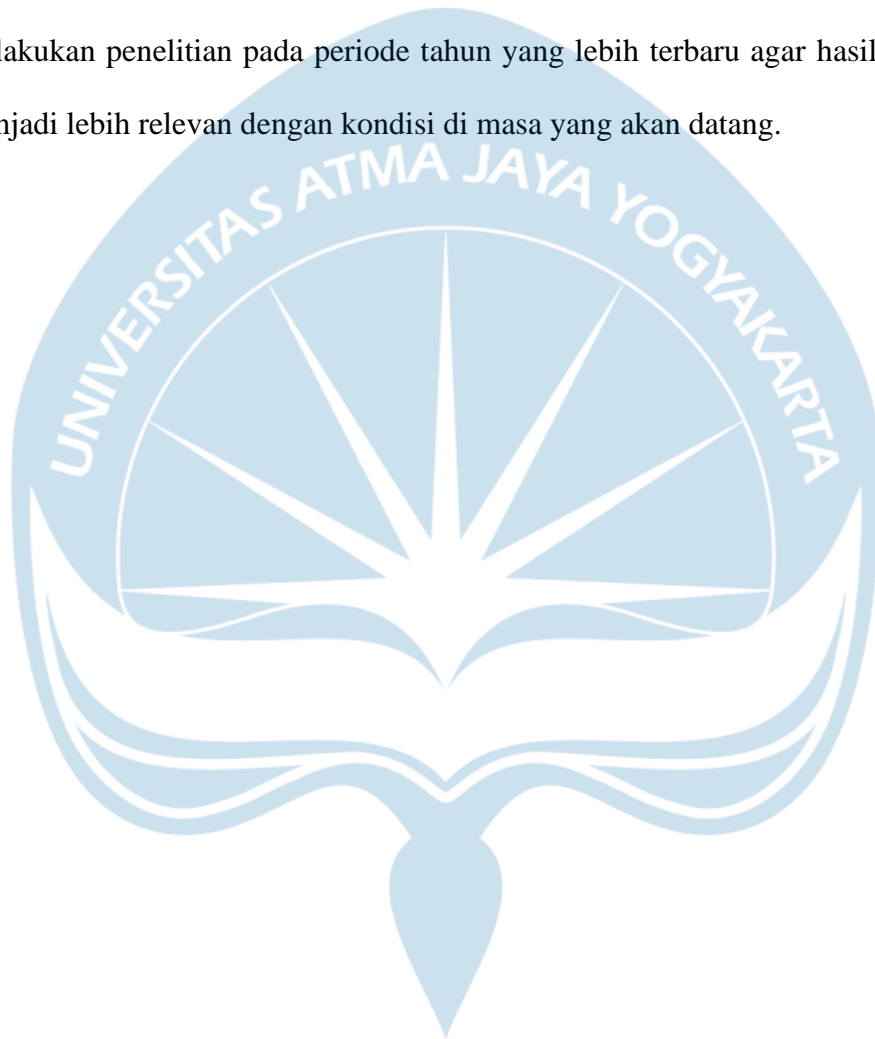 lakukan penelitian pada periode tahun yang lebih terbaru agar hasil
njadi lebih relevan dengan kondisi di masa yang akan datang.
UNIVERSITAS ATMA JAYA YOGYAKARTA